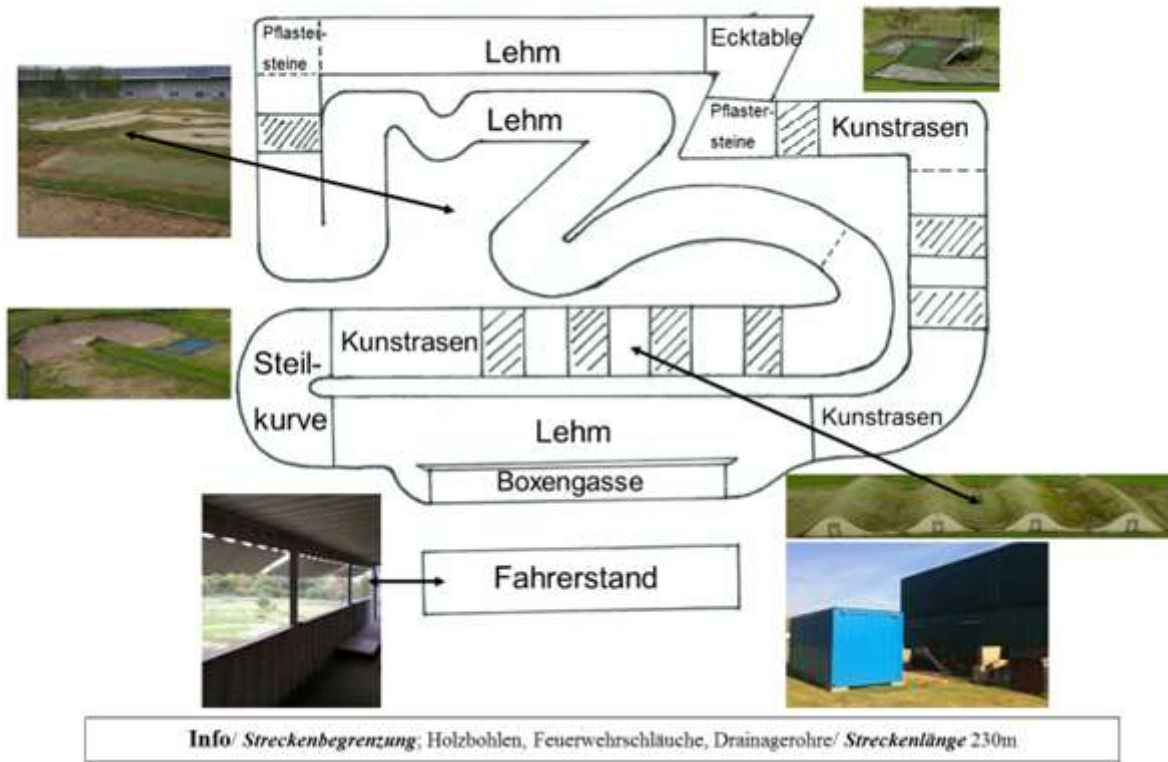 Pflaster-
steine
Lehm
Ecktable
Lehm
Pflaster-
steine
Kunstrasen
Steil-
kurve
Kunstrasen
Kunstrasen
Lehm
Boxengasse
Fahrerstand
Info/ Streckenbegrenzung; Holzbohlen, Feuerwehrschläuche, Drainagerohre/ Streckenlänge 230m